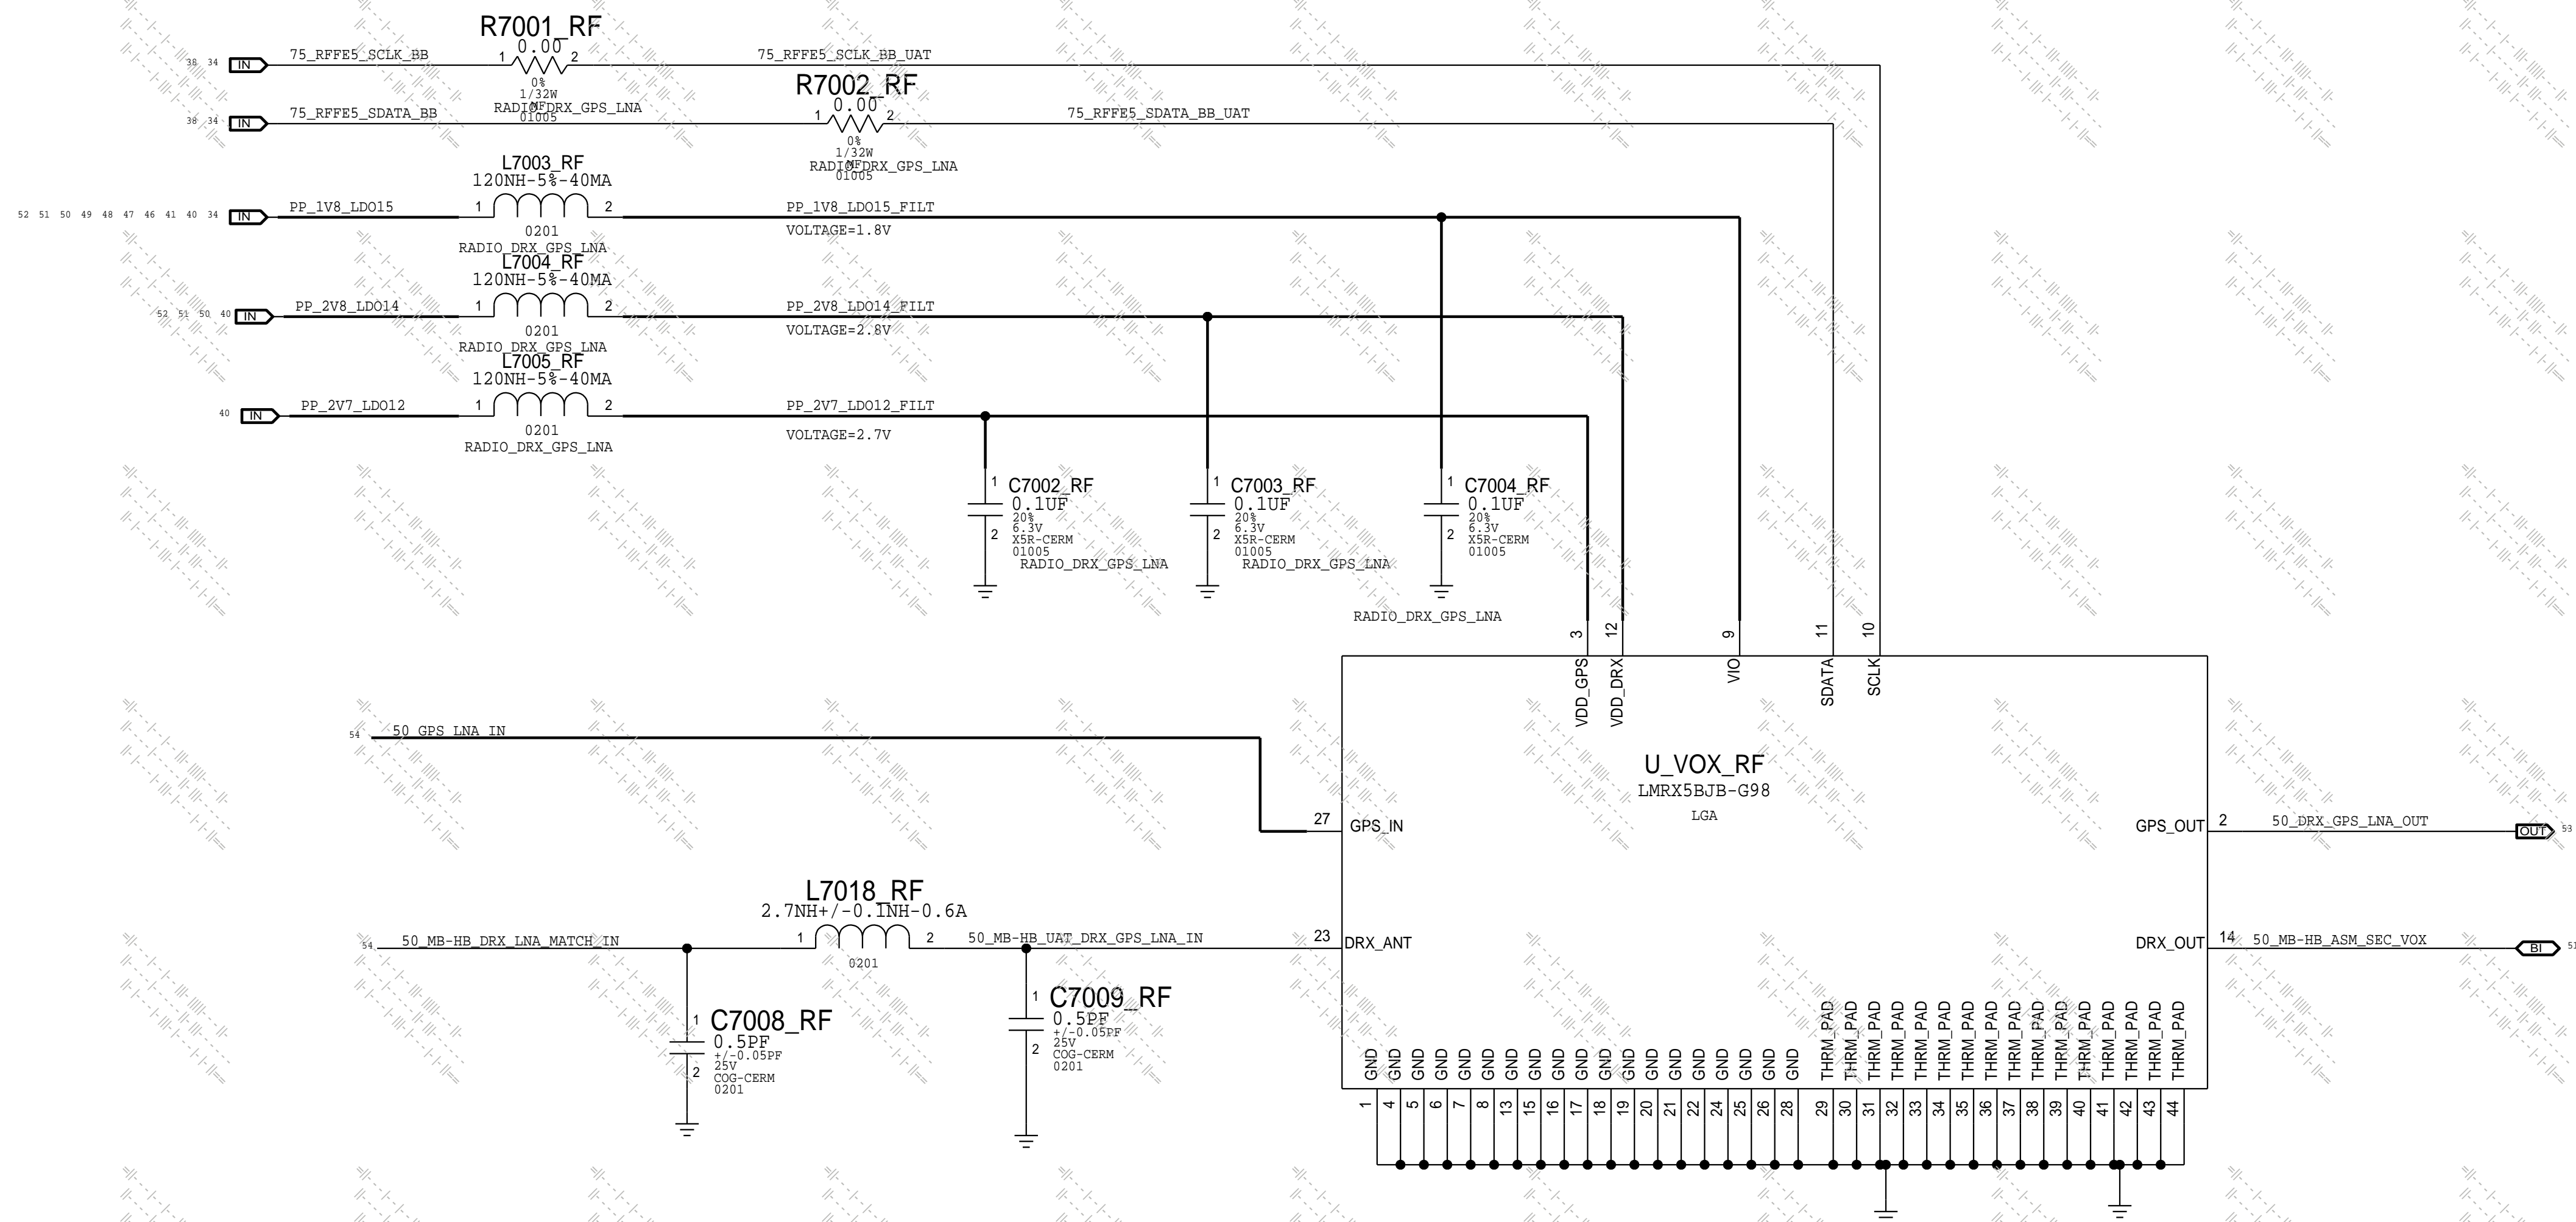 R7001_RF
0.00
38 34 IN 75_RFFE5_SCLK_BB 1 2 75_RFFE5_SCLK_BB_UAT
0%
1/32W
MF
01005
RADIO_DRX_GPS_LNA
R7002_RF
0.00
38 34 IN 75_RFFE5_SDATA_BB 1 2 75_RFFE5_SDATA_BB_UAT
0%
1/32W
MF
01005
RADIO_DRX_GPS_LNA
L7003_RF
120NH-5%-40MA
52 51 50 49 48 47 46 41 40 34 IN PP_1V8_LDO15 1 2 PP_1V8_LDO15_FILT
0201
VOLTAGE=1.8V
RADIO_DRX_GPS_LNA
L7004_RF
120NH-5%-40MA
52 51 50 40 IN PP_2V8_LDO14 1 2 PP_2V8_LDO14_FILT
0201
VOLTAGE=2.8V
RADIO_DRX_GPS_LNA
L7005_RF
120NH-5%-40MA
40 IN PP_2V7_LDO12 1 2 PP_2V7_LDO12_FILT
0201
VOLTAGE=2.7V
RADIO_DRX_GPS_LNA
1 C7002_RF
0.1UF
20%
6.3V
2 X5R-CERM
01005
RADIO_DRX_GPS_LNA
1 C7003_RF
0.1UF
20%
6.3V
2 X5R-CERM
01005
RADIO_DRX_GPS_LNA
1 C7004_RF
0.1UF
20%
6.3V
2 X5R-CERM
01005
RADIO_DRX_GPS_LNA
3 12 9 11 10
VDD_GPS VDD_DRX VIO SDATA SCLK
54 50_GPS_LNA_IN
U_VOX_RF
LMRX5BJB-G98
LGA
27 GPS_IN
GPS_OUT 2 50_DRX_GPS_LNA_OUT OUT 53
L7018_RF
2.7NH+/-0.1NH-0.6A
54 50_MB-HB_DRX_LNA_MATCH_IN 1 2 50_MB-HB_UAT_DRX_GPS_LNA_IN 23 DRX_ANT
0201
DRX_OUT 14 50_MB-HB_ASM_SEC_VOX BI 51
1 C7008_RF
0.5PF
+/-0.05PF
25V
2 COG-CERM
0201
1 C7009_RF
0.5PF
+/-0.05PF
25V
2 COG-CERM
0201
GND GND GND GND GND GND GND GND GND GND GND GND GND GND GND GND GND GND GND THRM_PAD THRM_PAD THRM_PAD THRM_PAD THRM_PAD THRM_PAD THRM_PAD THRM_PAD THRM_PAD THRM_PAD THRM_PAD THRM_PAD THRM_PAD THRM_PAD THRM_PAD THRM_PAD
1 4 5 6 7 8 13 15 16 17 18 19 20 21 22 24 25 26 28 29 30 31 32 33 34 35 36 37 38 39 40 41 42 43 44